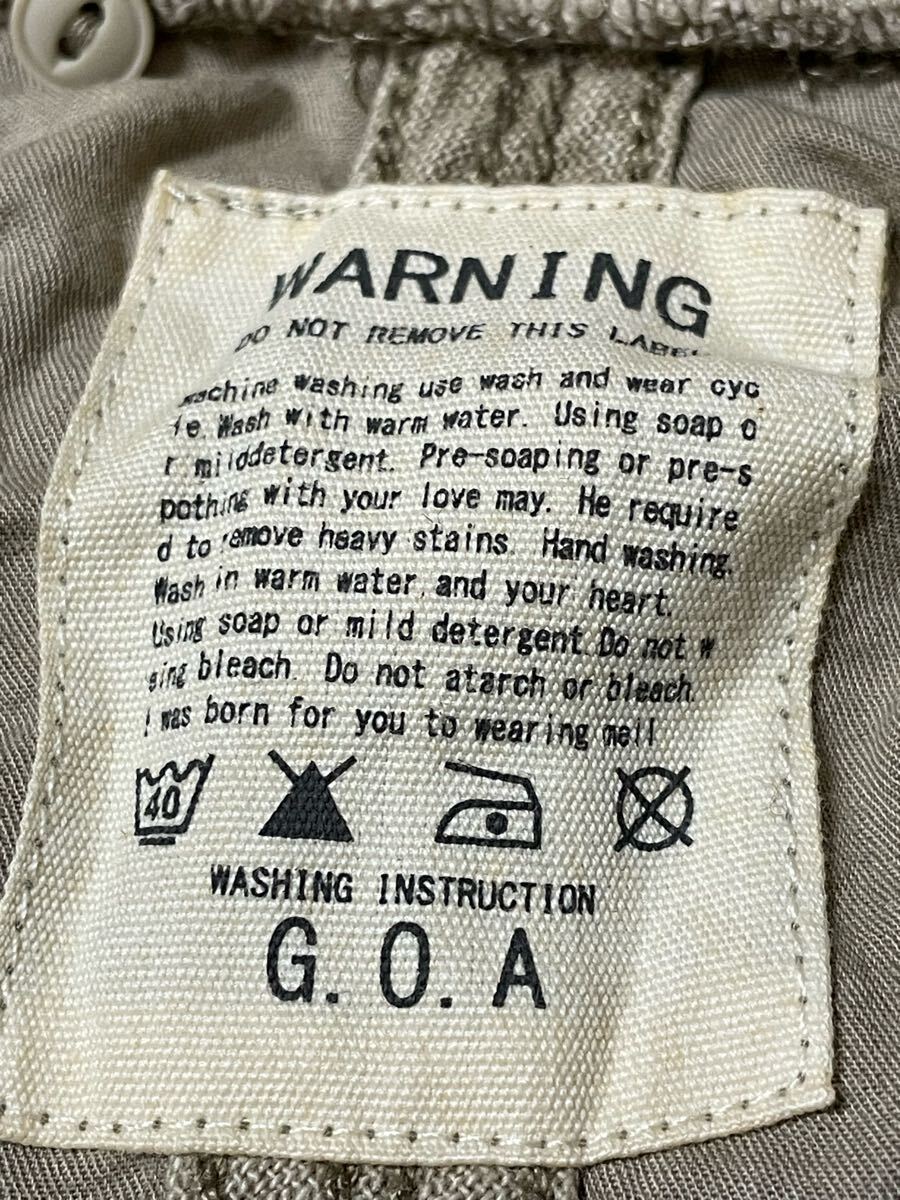 WARNING
DO NOT REMOVE THIS LABEL
machine washing use wash and wear cyc
le. Wash with warm water. Using soap o
r milddetergent. Pre-soaping or pre-s
pothing with your love may. He require
d to remove heavy stains. Hand washing.
Wash in warm water and your heart.
Using soap or mild detergent Do not w
sing bleach. Do not atarch or bleach.
I was born for you to wearing mell
40
WASHING INSTRUCTION
G.O.A